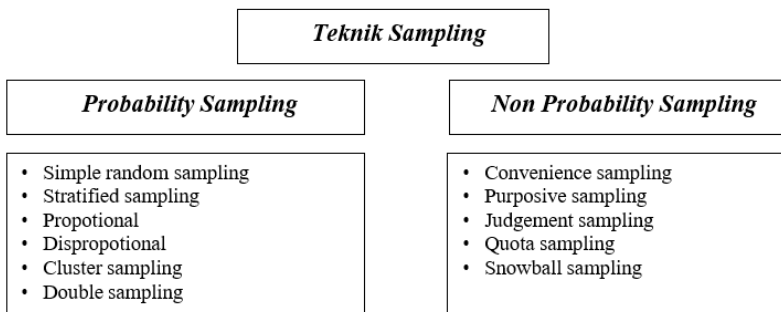 Teknik Sampling
Probability Sampling
• Simple random sampling
• Stratified sampling
• Propotional
• Dispropotional
• Cluster sampling
• Double sampling
Non Probability Sampling
• Convenience sampling
• Purposive sampling
• Judgement sampling
• Quota sampling
• Snowball sampling